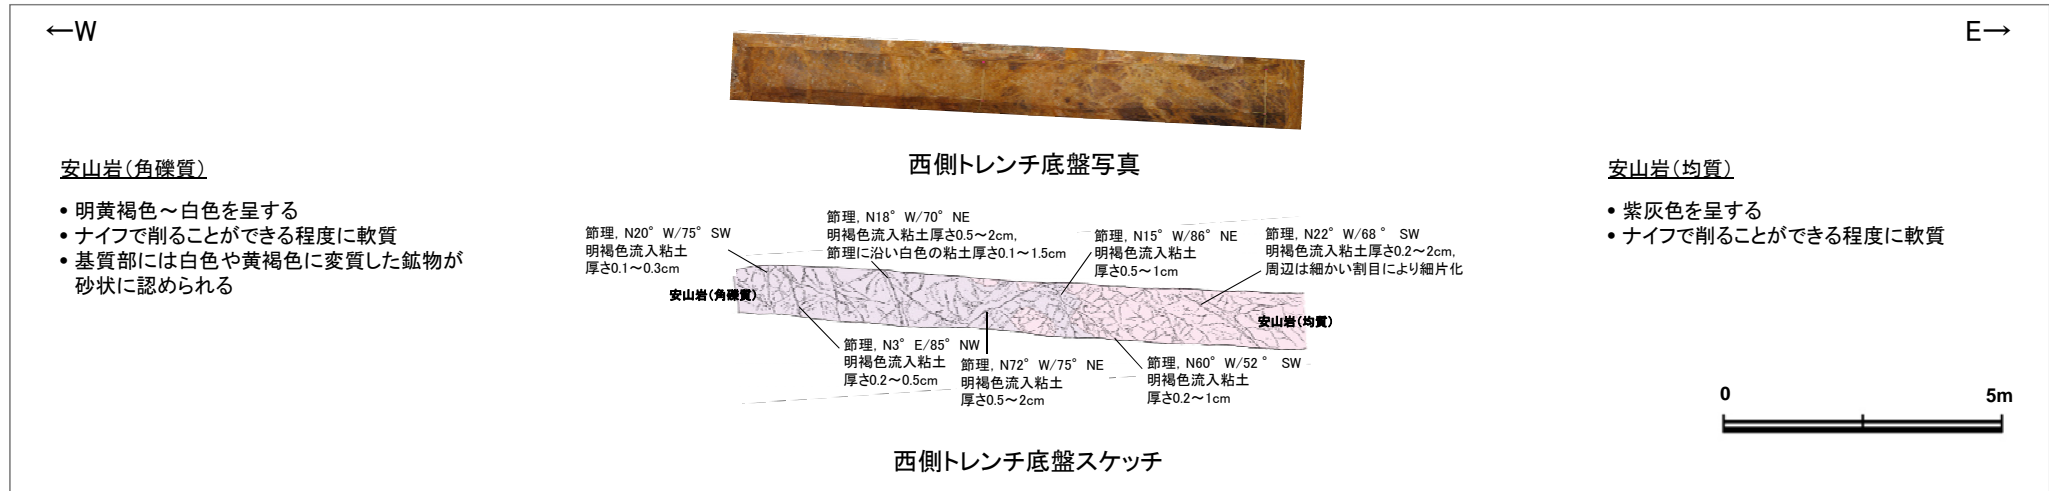 ←W
E→
西側トレンチ底盤写真
安山岩(角礫質)
• 明黄褐色～白色を呈する
• ナイフで削ることができる程度に軟質
• 基質部には白色や黄褐色に変質した鉱物が
砂状に認められる
安山岩(均質)
• 紫灰色を呈する
• ナイフで削ることができる程度に軟質
節理, N20° W/75° SW
明褐色流入粘土
厚さ0.1～0.3cm
節理, N18° W/70° NE
明褐色流入粘土厚さ0.5～2cm,
節理に沿い白色の粘土厚さ0.1～1.5cm
節理, N15° W/86° NE
明褐色流入粘土
厚さ0.5～1cm
節理, N22° W/68 ° SW
明褐色流入粘土厚さ0.2～2cm,
周辺は細かい割目により細片化
安山岩(角礫質)
安山岩(均質)
節理, N3° E/85° NW
明褐色流入粘土
厚さ0.2～0.5cm
節理, N72° W/75° NE
明褐色流入粘土
厚さ0.5～2cm
節理, N60° W/52 ° SW
明褐色流入粘土
厚さ0.2～1cm
0 5m
西側トレンチ底盤スケッチ